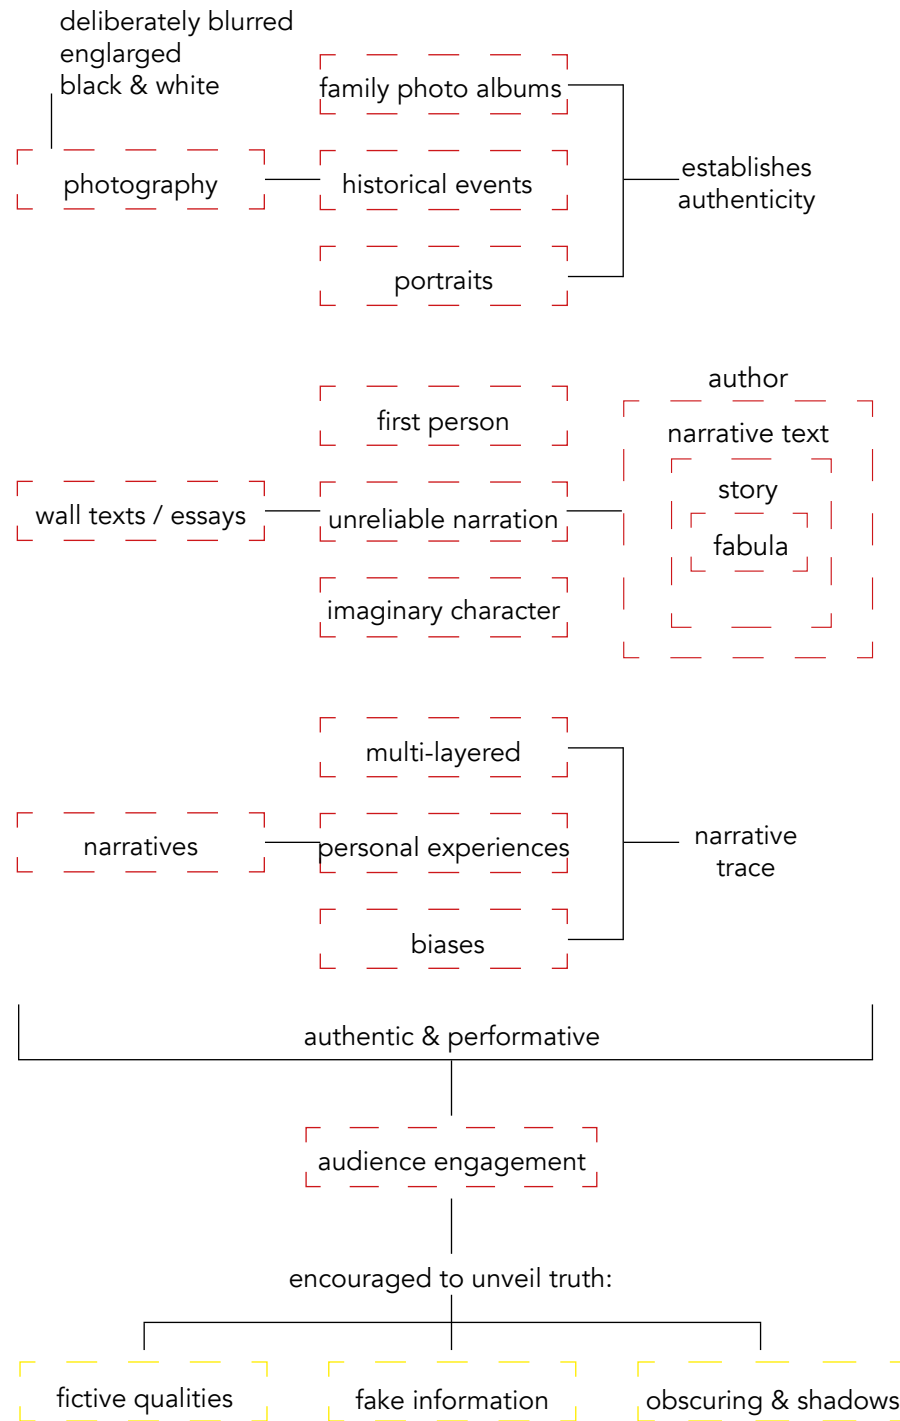 deliberately blurred
englarged
black & white
family photo albums
photography
historical events
establishes
authenticity
portraits
author
first person
narrative text
story
wall texts / essays
unreliable narration
fabula
imaginary character
multi-layered
narratives
personal experiences
narrative
trace
biases
authentic & performative
audience engagement
encouraged to unveil truth:
fictive qualities
fake information
obscuring & shadows